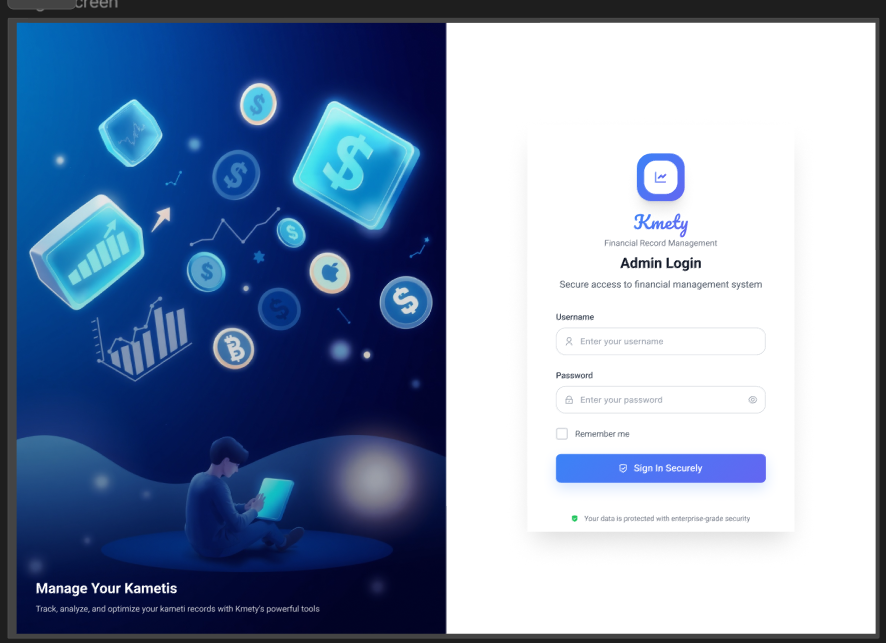 Manage Your Kametis
Track, analyze, and optimize your kameti records with Kmety's powerful tools
Kmety
Financial Record Management
Admin Login
Secure access to financial management system
Username
Enter your username
Password
Enter your password
Remember me
Sign In Securely
Your data is protected with enterprise-grade security